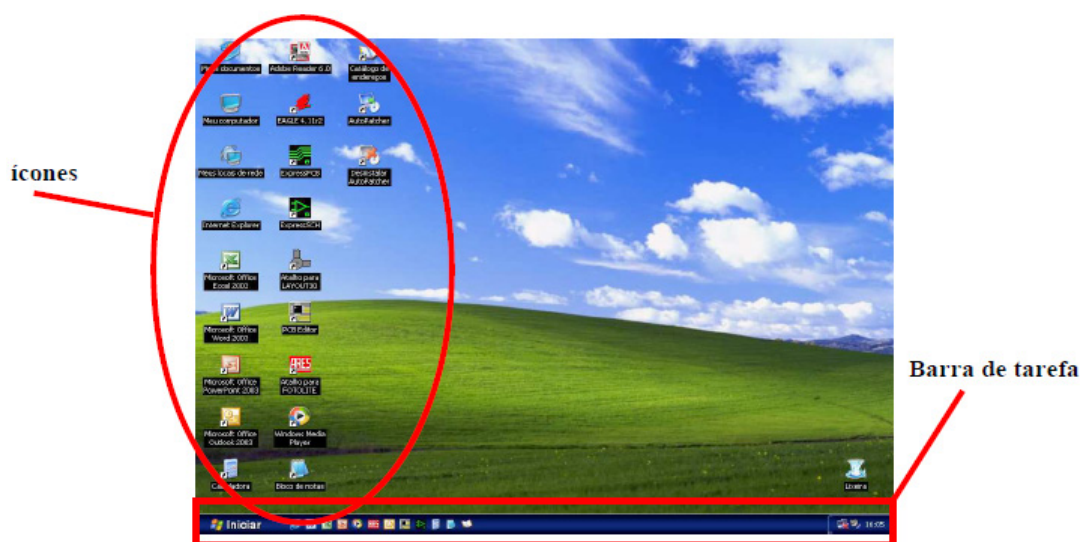 ícones
Barra de tarefa
Meus documentos
Adobe Reader 6.0
Catálogo de
endereços
Meu computador
EAGLE 4.11r2
AutoPatcher
Meus locais de rede
ExpressPCB
Desinstalar
AutoPatcher
Internet Explorer
ExpressSCH
Microsoft Office
Excel 2003
Atalho para
LAYOUT30
Microsoft Office
Word 2003
PCB Editor
Microsoft Office
PowerPoint 2003
ARES
Atalho para
FOTOLITE
Microsoft Office
Outlook 2003
Windows Media
Player
Calculadora
Bloco de notas
Lixeira
Iniciar
16:05